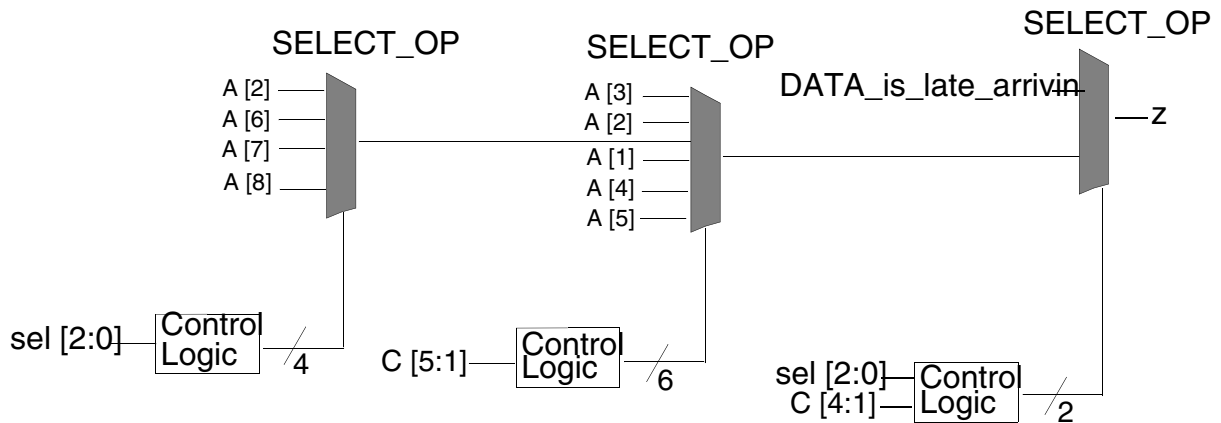 SELECT_OP
SELECT_OP
SELECT_OP
A [2]
A [6]
A [7]
A [8]
A [3]
A [2]
A [1]
A [4]
A [5]
DATA_is_late_arrivin
z
sel [2:0]
Control
Logic
4
C [5:1]
Control
Logic
6
sel [2:0]
C [4:1]
Control
Logic
2